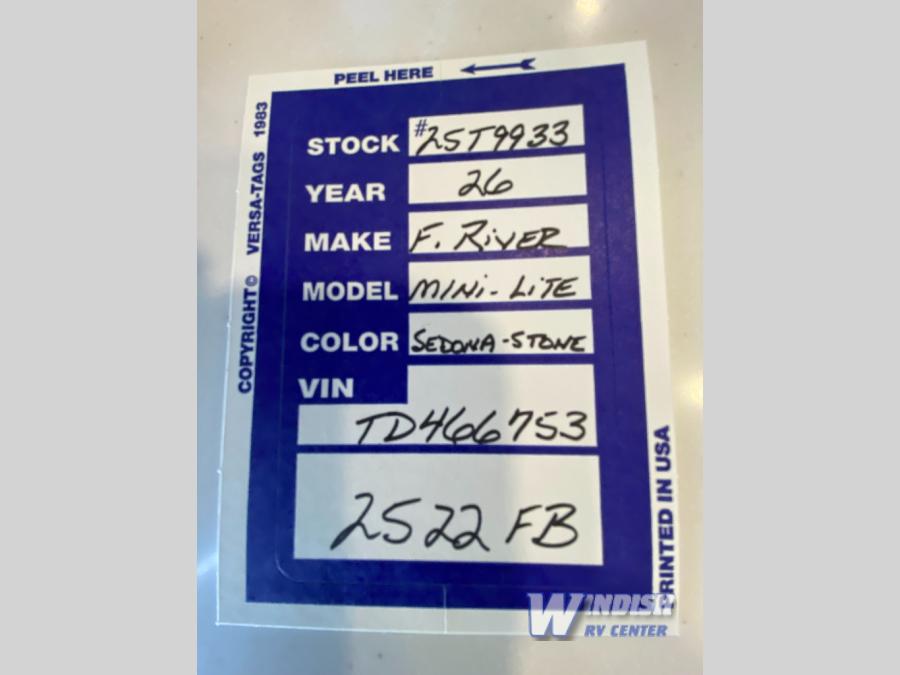 PEEL HERE
COPYRIGHT© VERSA-TAGS 1983
STOCK #25T9933
YEAR 26
MAKE F. RIVER
MODEL MINI-LITE
COLOR SEDONA-STONE
VIN
TD466753
2522 FB
PRINTED IN USA
WINDISH
RV CENTER